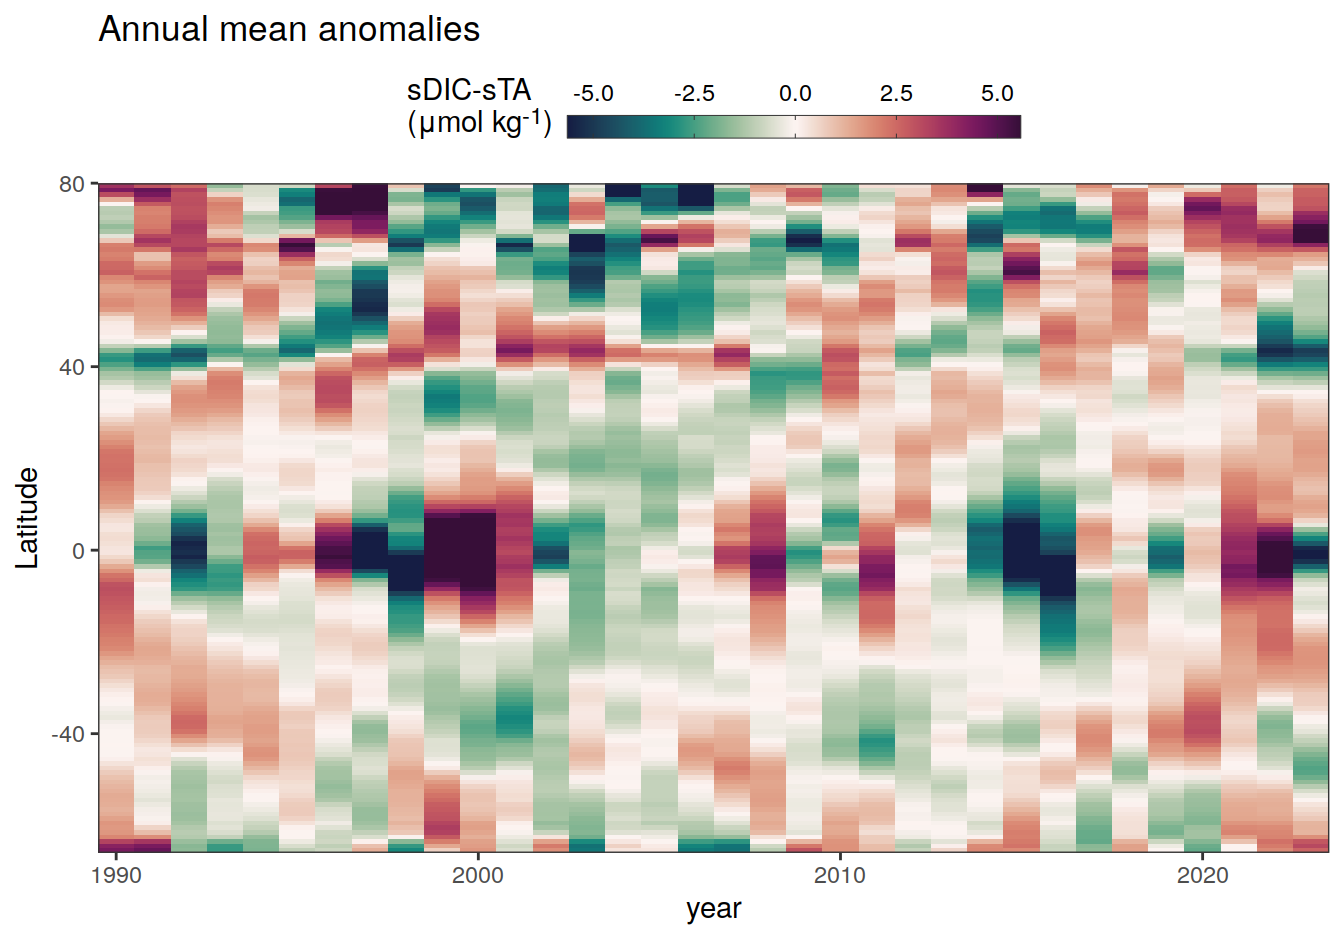 Annual mean anomalies
sDIC-sTA
(µmol kg⁻¹)
-5.0 -2.5 0.0 2.5 5.0
80
40
0
-40
Latitude
1990 2000 2010 2020
year